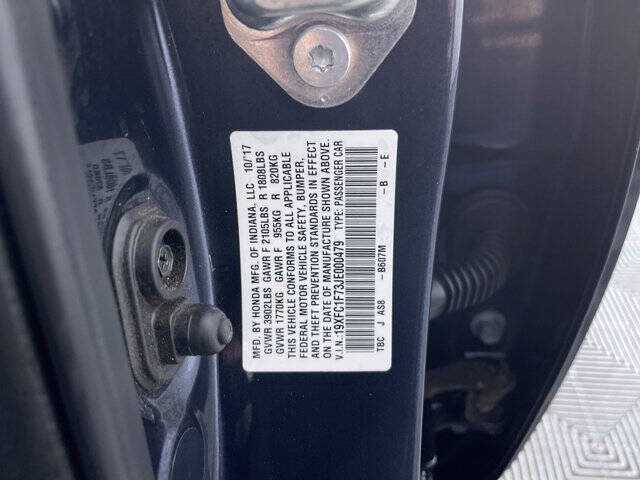 MFD. BY HONDA MFG. OF INDIANA, LLC 10/'17
GVWR 3902LBS GAWR F 2105LBS R 1808LBS
GVWR 1770KG GAWR F 955KG R 820KG
THIS VEHICLE CONFORMS TO ALL APPLICABLE
FEDERAL MOTOR VEHICLE SAFETY, BUMPER,
AND THEFT PREVENTION STANDARDS IN EFFECT
ON THE DATE OF MANUFACTURE SHOWN ABOVE.
V.I.N.:19XFC1F73JE000479 TYPE: PASSENGER CAR
TBC J AS8 -B607M -B -E